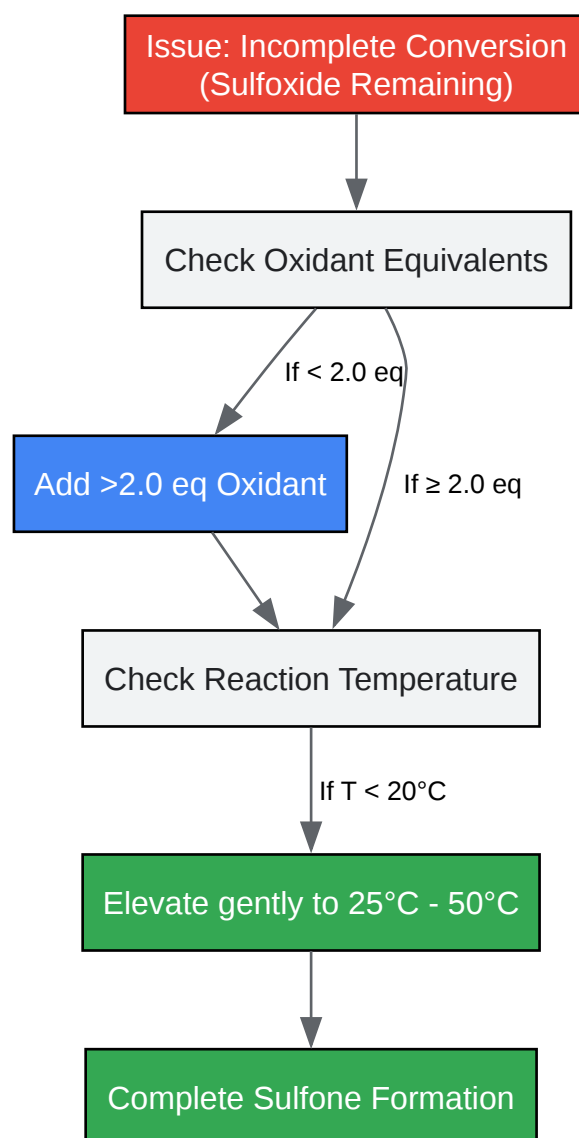 Issue: Incomplete Conversion
(Sulfoxide Remaining)
Check Oxidant Equivalents
If < 2.0 eq
Add >2.0 eq Oxidant
If ≥ 2.0 eq
Check Reaction Temperature
If T < 20°C
Elevate gently to 25°C - 50°C
Complete Sulfone Formation